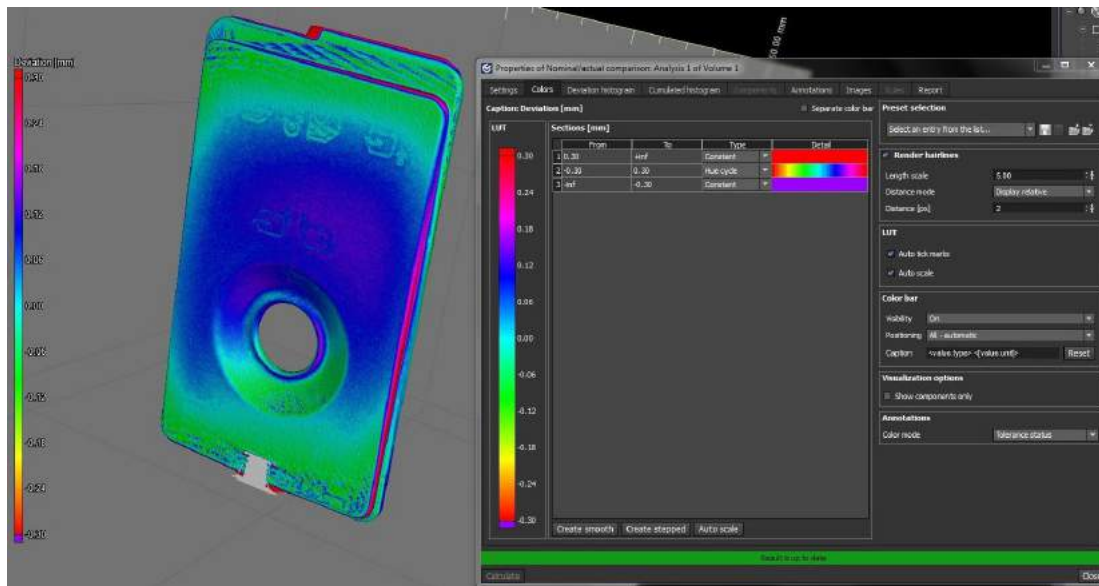 Deviation [mm]
0.30
0.24
0.18
0.12
0.06
0.00
-0.06
-0.12
-0.18
-0.24
-0.30
50.00 mm
Properties of Nominal/actual comparison: Analysis 1 of Volume 1
Settings Colors Deviation histogram Cumulated histogram Components Annotations Images Rules Report
Caption: Deviation [mm]
Separate color bar
LUT
0.30
0.24
0.18
0.12
0.06
0.00
-0.06
-0.12
-0.18
-0.24
-0.30
Sections [mm]
From To Type Detail
1 0.30 +Inf Constant
2 -0.30 0.30 Hue cycle
3 -Inf -0.30 Constant
Create smooth Create stepped Auto scale
Preset selection
Select an entry from the list...
Render hairlines
Length scale 5.00
Distance mode Display relative
Distance [px] 2
LUT
Auto tick marks
Auto scale
Color bar
Visibility On
Positioning All - automatic
Caption <value.type> <[value.unit]> Reset
Visualization options
Show components only
Annotations
Color mode Tolerance status
Result is up to date
Calculate
Close